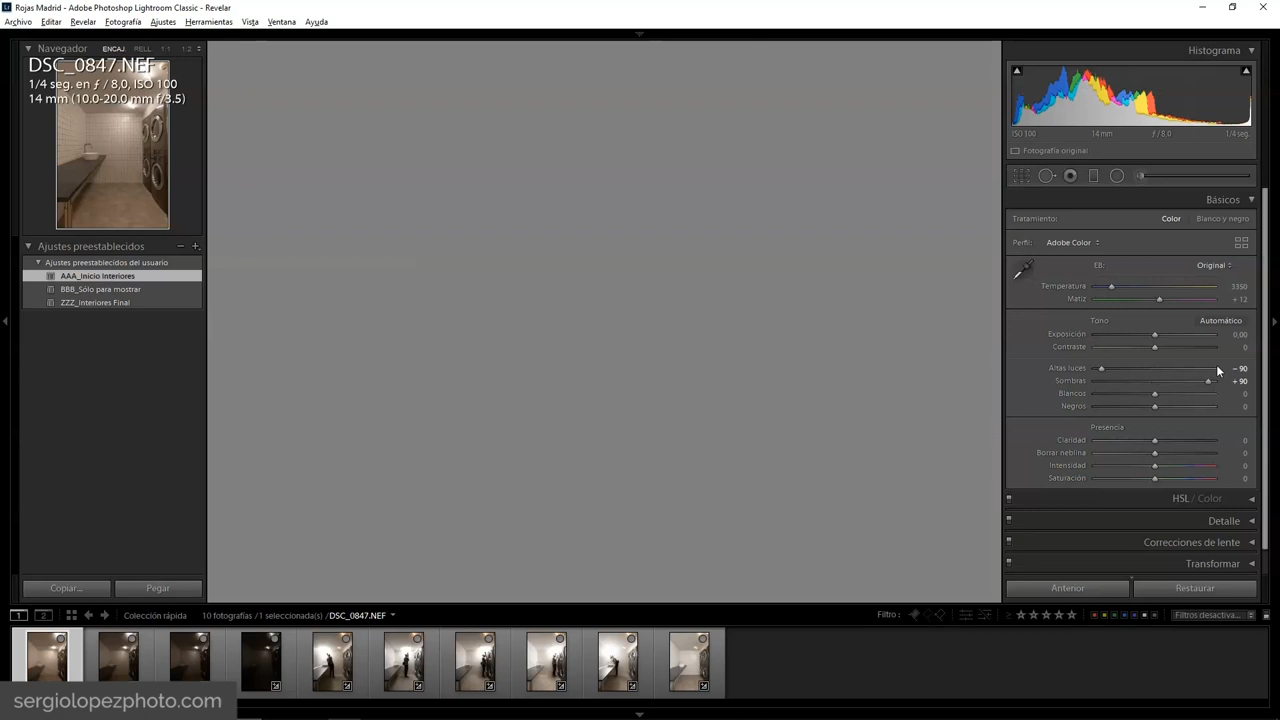 Rojas Madrid - Adobe Photoshop Lightroom Classic - Revelar
Archivo Editar Revelar Fotografía Ajustes Herramientas Vista Ventana Ayuda
Navegador ENCAJ. RELL. 1:1 1:2
DSC_0847.NEF
1/4 seg. en ƒ / 8,0, ISO 100
14 mm (10.0-20.0 mm f/3.5)
Ajustes preestablecidos
Ajustes preestablecidos del usuario
AAA_Inicio Interiores
BBB_Sólo para mostrar
ZZZ_Interiores Final
Copiar... Pegar
Histograma
ISO 100 14 mm ƒ / 8,0 1/4 seg.
Fotografía original
Básicos
Tratamiento: Color Blanco y negro
Perfil: Adobe Color
EB: Original
Temperatura 3350
Matiz + 12
Tono Automático
Exposición 0,00
Contraste 0
Altas luces − 90
Sombras + 90
Blancos 0
Negros 0
Presencia
Claridad 0
Borrar neblina 0
Intensidad 0
Saturación 0
HSL / Color
Detalle
Correcciones de lente
Transformar
Anterior Restaurar
1 2 Colección rápida 10 fotografías /1 seleccionada(s) /DSC_0847.NEF Filtro : Filtros desactiva...
sergiolopezphoto.com